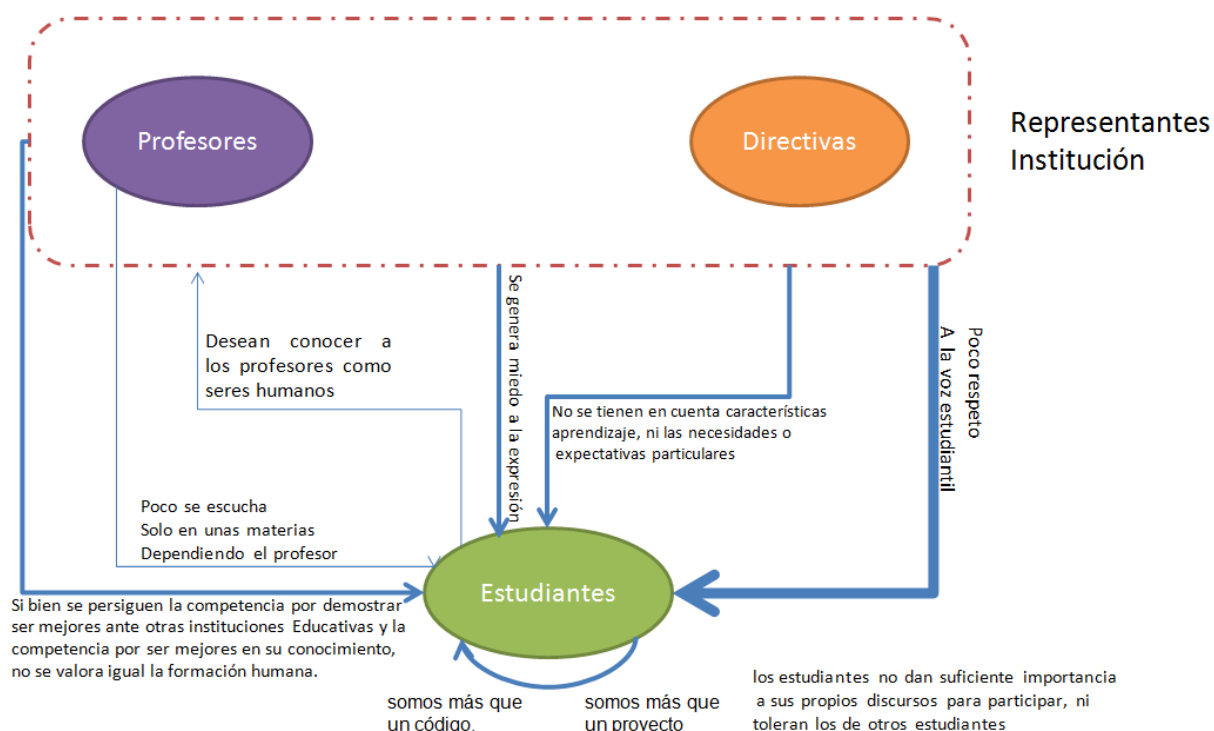 Profesores
Directivas
Representantes
Institución
Desean conocer a
los profesores como
seres humanos
Se genera miedo a la expresión
No se tienen en cuenta características
aprendizaje, ni las necesidades o
expectativas particulares
Poco respeto
A la voz estudiantil
Poco se escucha
Solo en unas materias
Dependiendo el profesor
Estudiantes
Si bien se persiguen la competencia por demostrar
ser mejores ante otras instituciones Educativas y la
competencia por ser mejores en su conocimiento,
no se valora igual la formación humana.
somos más que
un código.
somos más que
un proyecto
los estudiantes no dan suficiente importancia
a sus propios discursos para participar, ni
toleran los de otros estudiantes